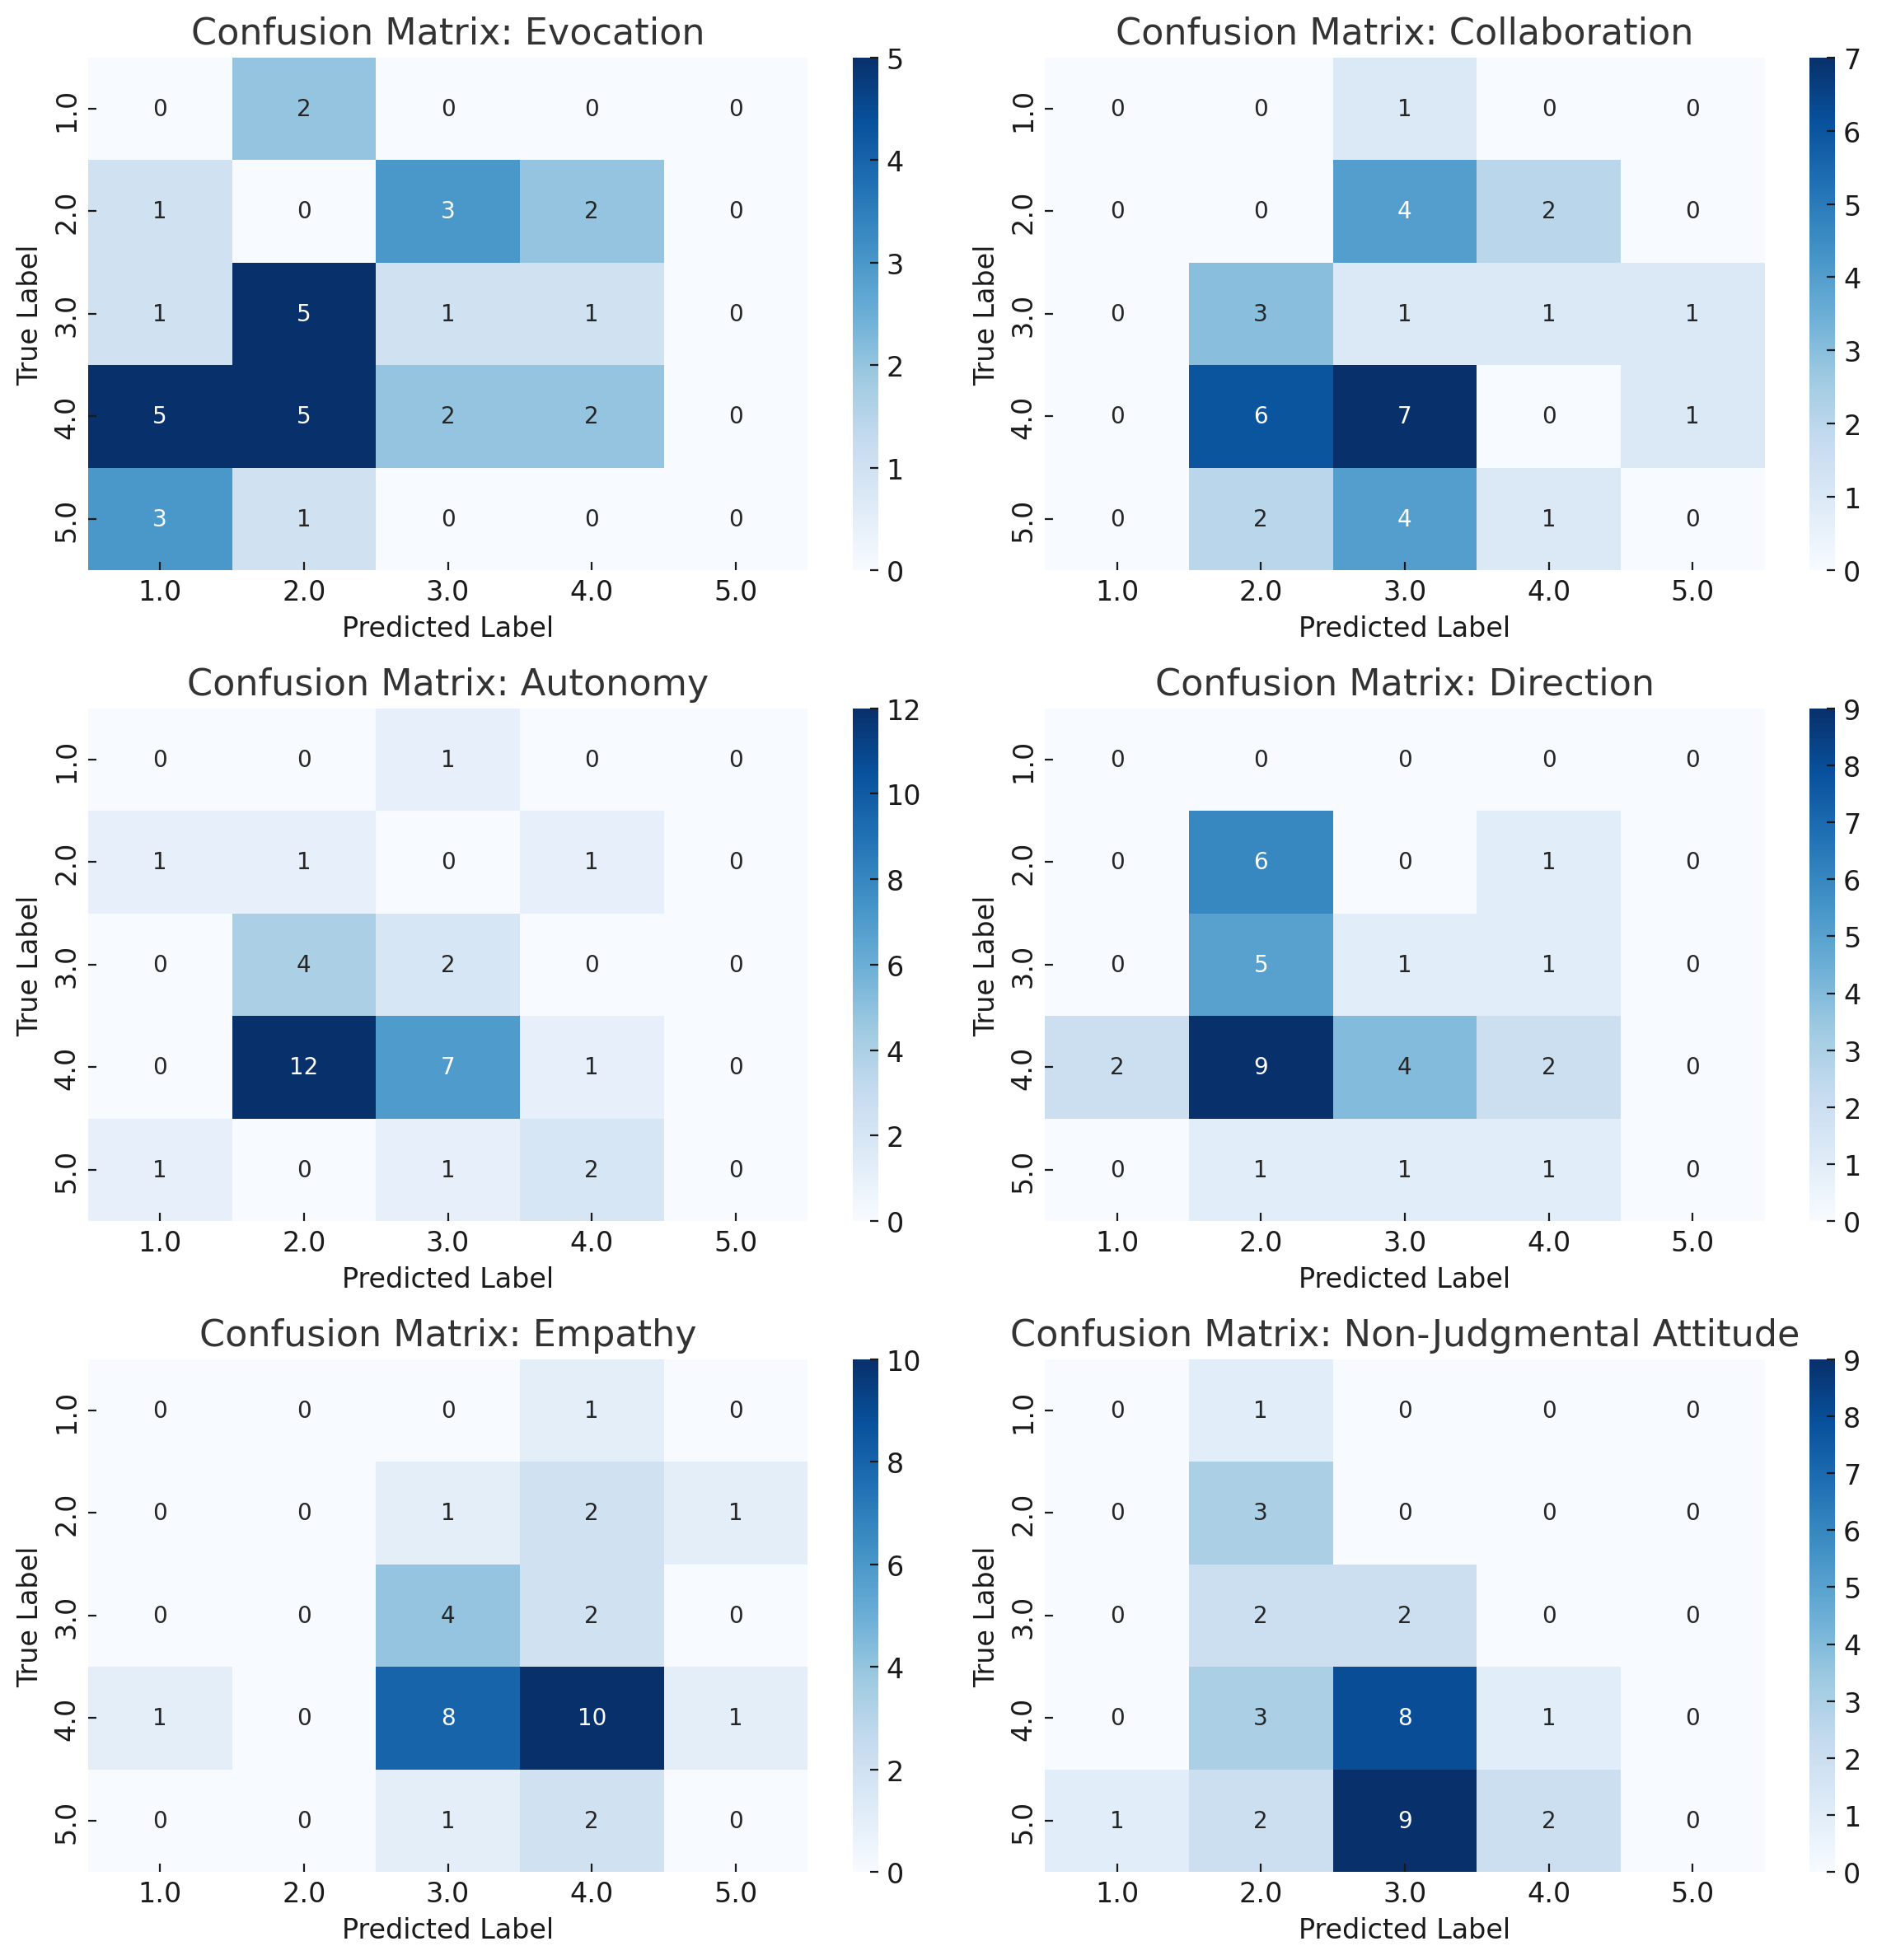 Confusion Matrix: Evocation
True Label
1.0 0 2 0 0 0
2.0 1 0 3 2 0
3.0 1 5 1 1 0
4.0 5 5 2 2 0
5.0 3 1 0 0 0
1.0 2.0 3.0 4.0 5.0
Predicted Label
5
4
3
2
1
0
Confusion Matrix: Collaboration
True Label
1.0 0 0 1 0 0
2.0 0 0 4 2 0
3.0 0 3 1 1 1
4.0 0 6 7 0 1
5.0 0 2 4 1 0
1.0 2.0 3.0 4.0 5.0
Predicted Label
7
6
5
4
3
2
1
0
Confusion Matrix: Autonomy
True Label
1.0 0 0 1 0 0
2.0 1 1 0 1 0
3.0 0 4 2 0 0
4.0 0 12 7 1 0
5.0 1 0 1 2 0
1.0 2.0 3.0 4.0 5.0
Predicted Label
12
10
8
6
4
2
0
Confusion Matrix: Direction
True Label
1.0 0 0 0 0 0
2.0 0 6 0 1 0
3.0 0 5 1 1 0
4.0 2 9 4 2 0
5.0 0 1 1 1 0
1.0 2.0 3.0 4.0 5.0
Predicted Label
9
8
7
6
5
4
3
2
1
0
Confusion Matrix: Empathy
True Label
1.0 0 0 0 1 0
2.0 0 0 1 2 1
3.0 0 0 4 2 0
4.0 1 0 8 10 1
5.0 0 0 1 2 0
1.0 2.0 3.0 4.0 5.0
Predicted Label
10
8
6
4
2
0
Confusion Matrix: Non-Judgmental Attitude
True Label
1.0 0 1 0 0 0
2.0 0 3 0 0 0
3.0 0 2 2 0 0
4.0 0 3 8 1 0
5.0 1 2 9 2 0
1.0 2.0 3.0 4.0 5.0
Predicted Label
9
8
7
6
5
4
3
2
1
0